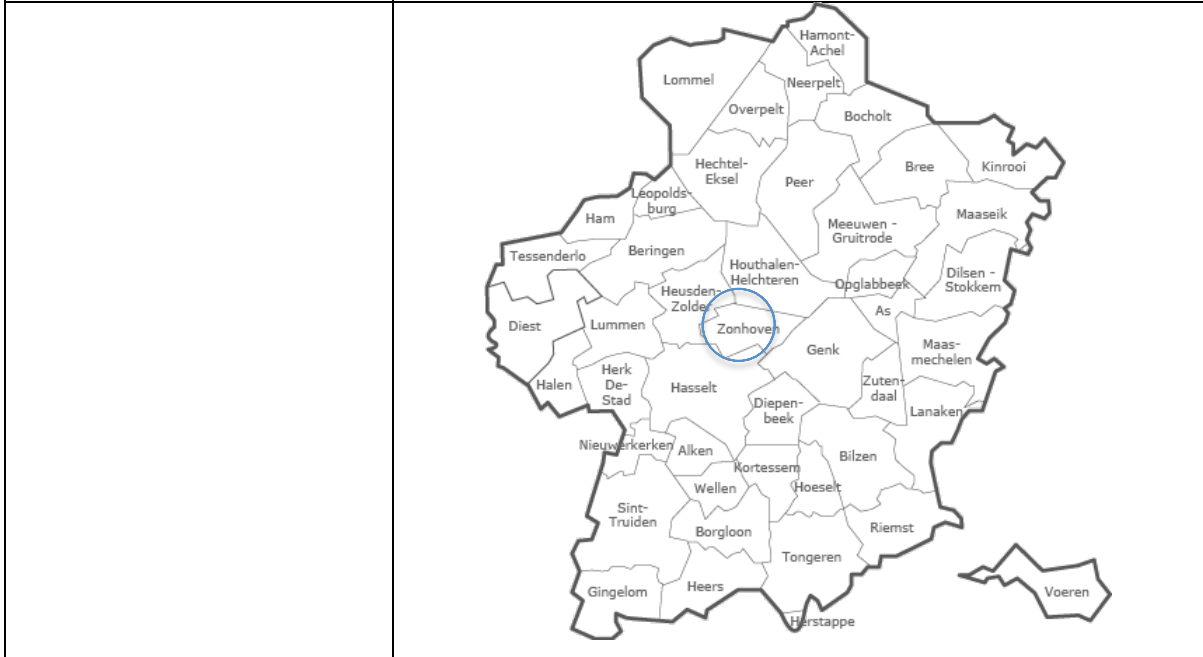 Hamont-
Achel
Lommel
Neerpelt
Overpelt
Bocholt
Hechtel-
Eksel
Peer
Bree
Kinrooi
Leopolds-
burg
Ham
Maaseik
Meeuwen -
Gruitrode
Beringen
Tessenderlo
Houthalen-
Helchteren
Opglabbeek
Dilsen -
Stokkem
Heusden-
Zolder
As
Diest
Lummen
Zonhoven
Genk
Maas-
mechelen
Halen
Herk
De-
Stad
Hasselt
Zuten-
daal
Diepen-
beek
Lanaken
Nieuwerkerken
Alken
Kortessem
Bilzen
Wellen
Hoeselt
Sint-
Truiden
Borgloon
Riemst
Tongeren
Gingelom
Heers
Voeren
Herstappe